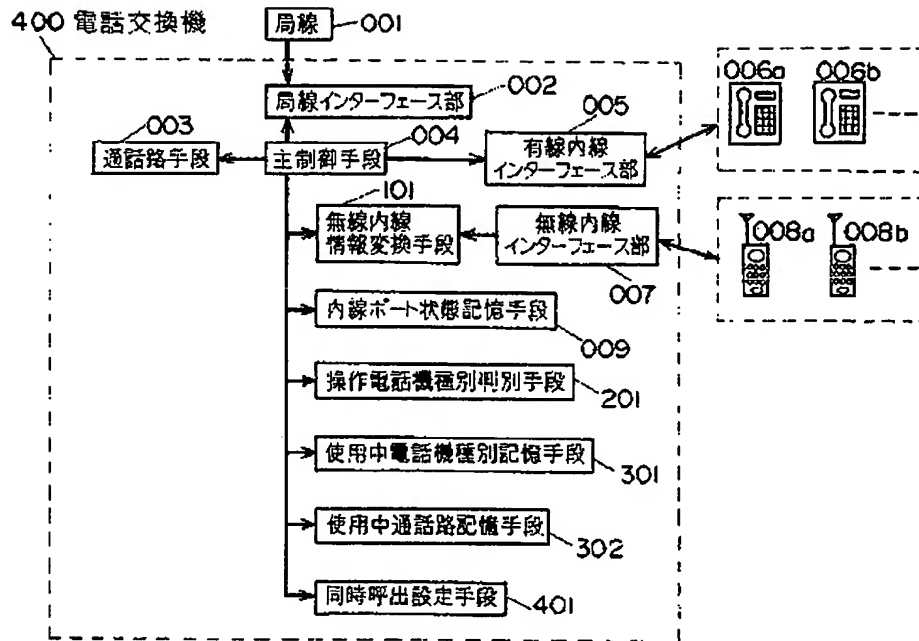 400 電話交換機
局線
001
局線インターフェース部
002
003
通話路手段
004
主制御手段
005
有線内線
インターフェース部
006a
006b
101
無線内線
情報変換手段
無線内線
インターフェース部
007
008a
008b
内線ポート状態記憶手段
009
操作電話機種別判別手段
201
使用中電話機種別記憶手段
301
使用中通話路記憶手段
302
同時呼出設定手段
401